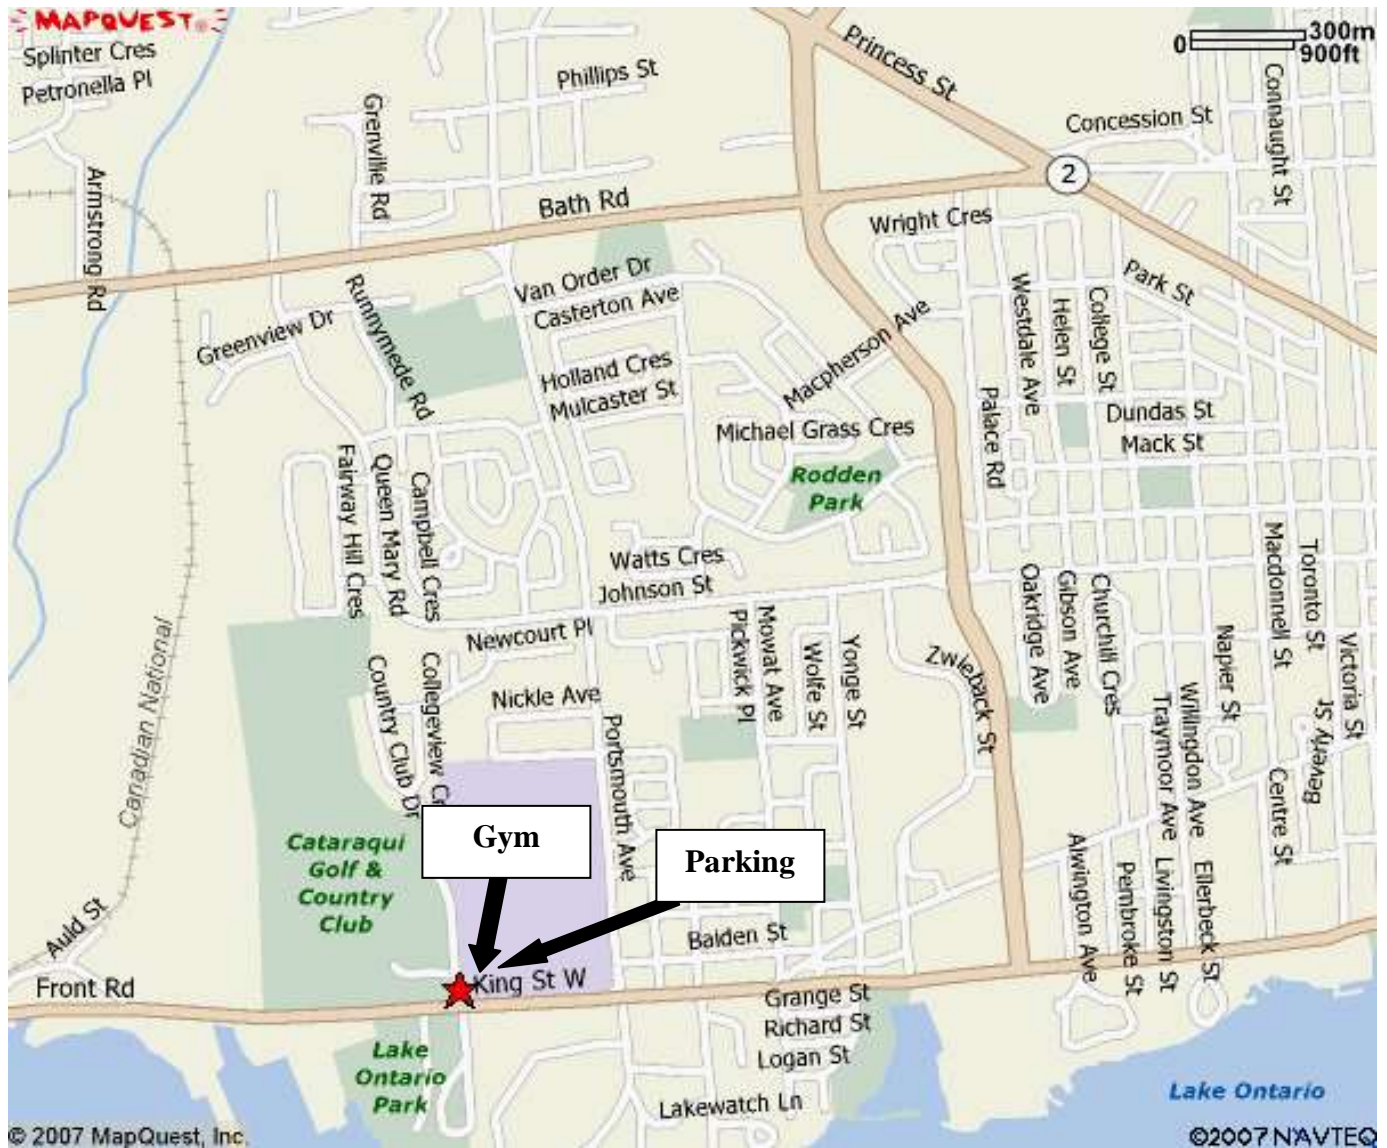 MAPQUEST
Splinter Cres
Petronella Pl
Phillips St
Princess St
0
300m
900ft
Connaught St
Concession St
Grenville Rd
Armstrong Rd
2
Bath Rd
Wright Cres
Runnymede Rd
Van Order Dr
Casterton Ave
Park St
Greenview Dr
Westdale Ave
Helen St
College St
Macpherson Ave
Holland Cres
Mulcaster St
Palace Rd
Dundas St
Mack St
Michael Grass Cres
Rodden
Park
Fairway Hill Cres
Queen Mary Rd
Campbell Cres
Watts Cres
Johnson St
Macdonnell St
Toronto St
Oakridge Ave
Gibson Ave
Churchill Cres
Newcourt Pl
Pickwick Pl
Mowat Ave
Wolfe St
Yonge St
Zwieback St
Napier St
Victoria St
Canadian National
Country Club Dr
Collegeview Cr
Nickle Ave
Portsmouth Ave
Traymoor Ave
Willingdon Ave
Beverly St
Centre St
Gym
Parking
Cataraqui
Golf &
Country
Club
Alwington Ave
Pembroke St
Livingston St
Ellerbeck St
Auld St
Baiden St
Front Rd
King St W
Grange St
Richard St
Logan St
Lake
Ontario
Park
Lakewatch Ln
Lake Ontario
© 2007 MapQuest, Inc.
©2007 NAVTEQ